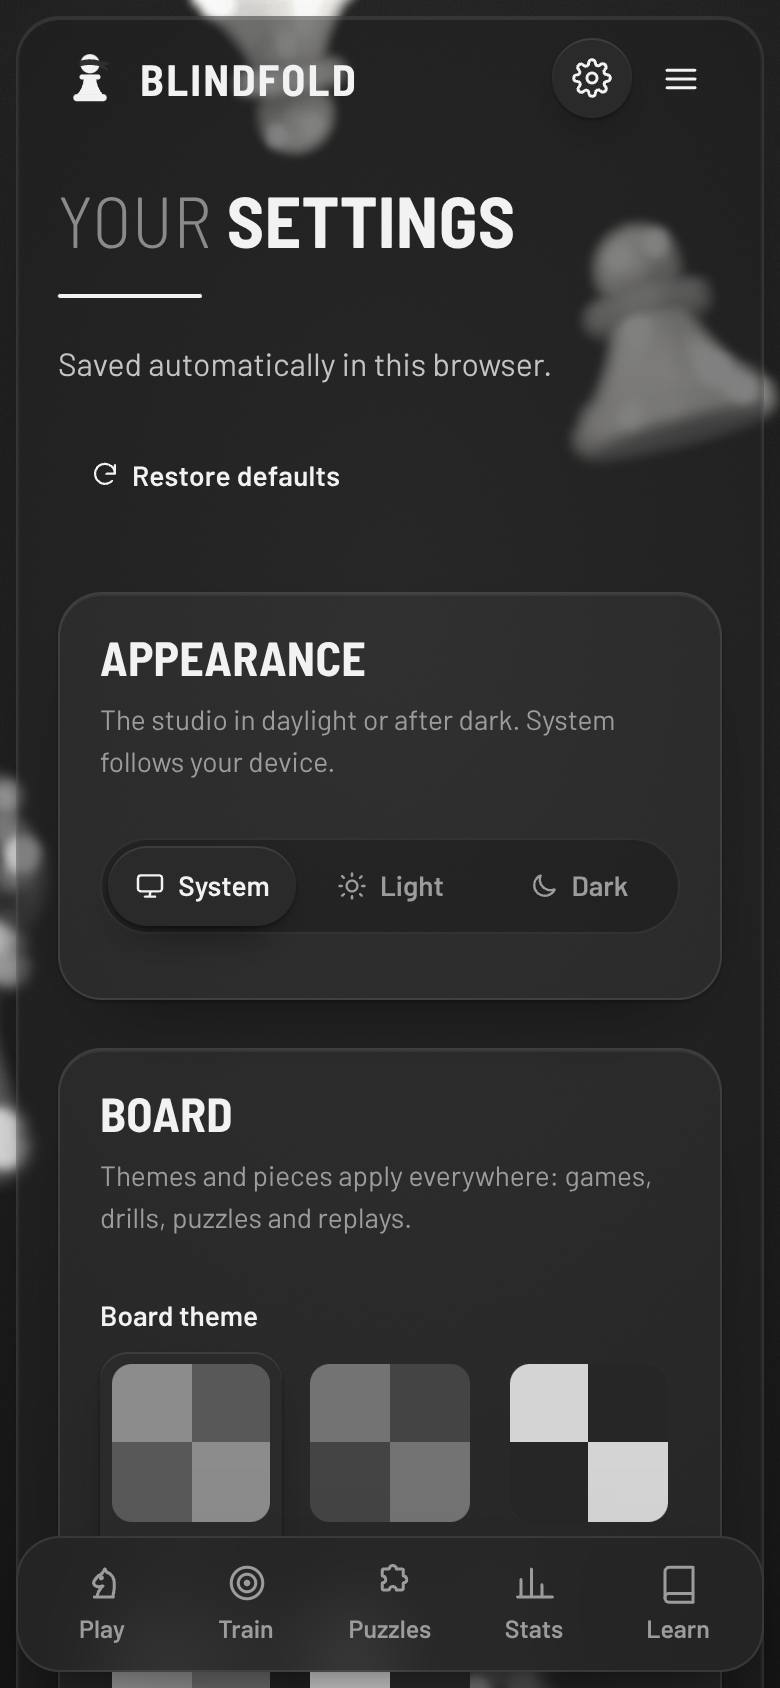 BLINDFOLD
YOUR SETTINGS
Saved automatically in this browser.
Restore defaults
APPEARANCE
The studio in daylight or after dark. System
follows your device.
System Light Dark
BOARD
Themes and pieces apply everywhere: games,
drills, puzzles and replays.
Board theme
Play Train Puzzles Stats Learn